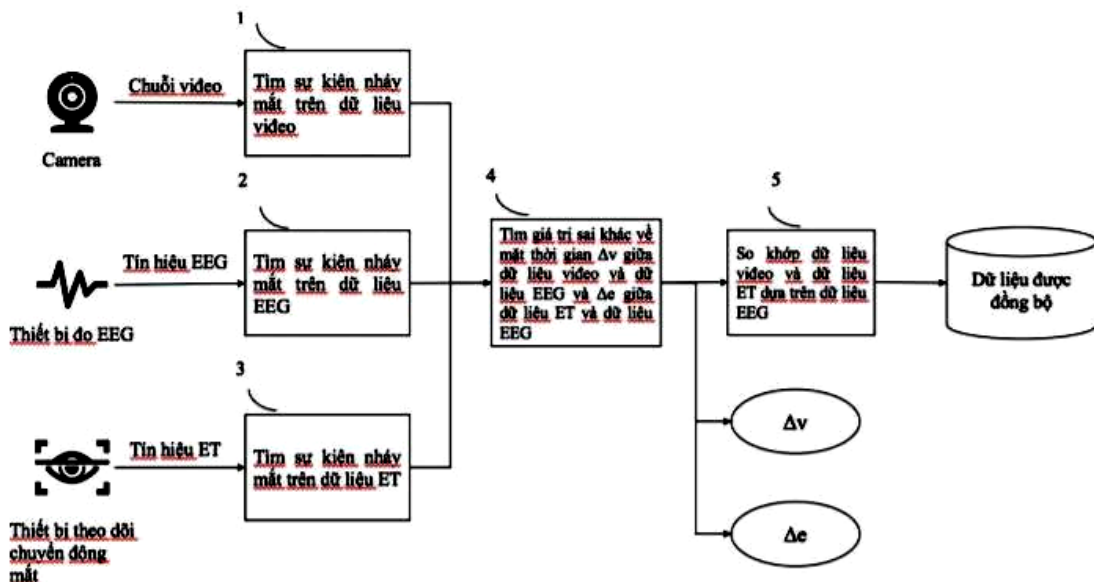 1
Chuỗi video
Camera
Tìm sự kiện nháy
mắt trên dữ liệu
video
2
Tín hiệu EEG
Thiết bị đo EEG
Tìm sự kiện nháy
mắt trên dữ liệu
EEG
3
Tín hiệu ET
Thiết bị theo dõi
chuyển động
mắt
Tìm sự kiện nháy
mắt trên dữ liệu ET
4
Tìm giá trị sai khác về
mặt thời gian Δv giữa
dữ liệu video và dữ
liệu EEG và Δe giữa
dữ liệu ET và dữ liệu
EEG
5
So khớp dữ liệu
video và dữ liệu
ET dựa trên dữ liệu
EEG
Dữ liệu được
đồng bộ
Δv
Δe